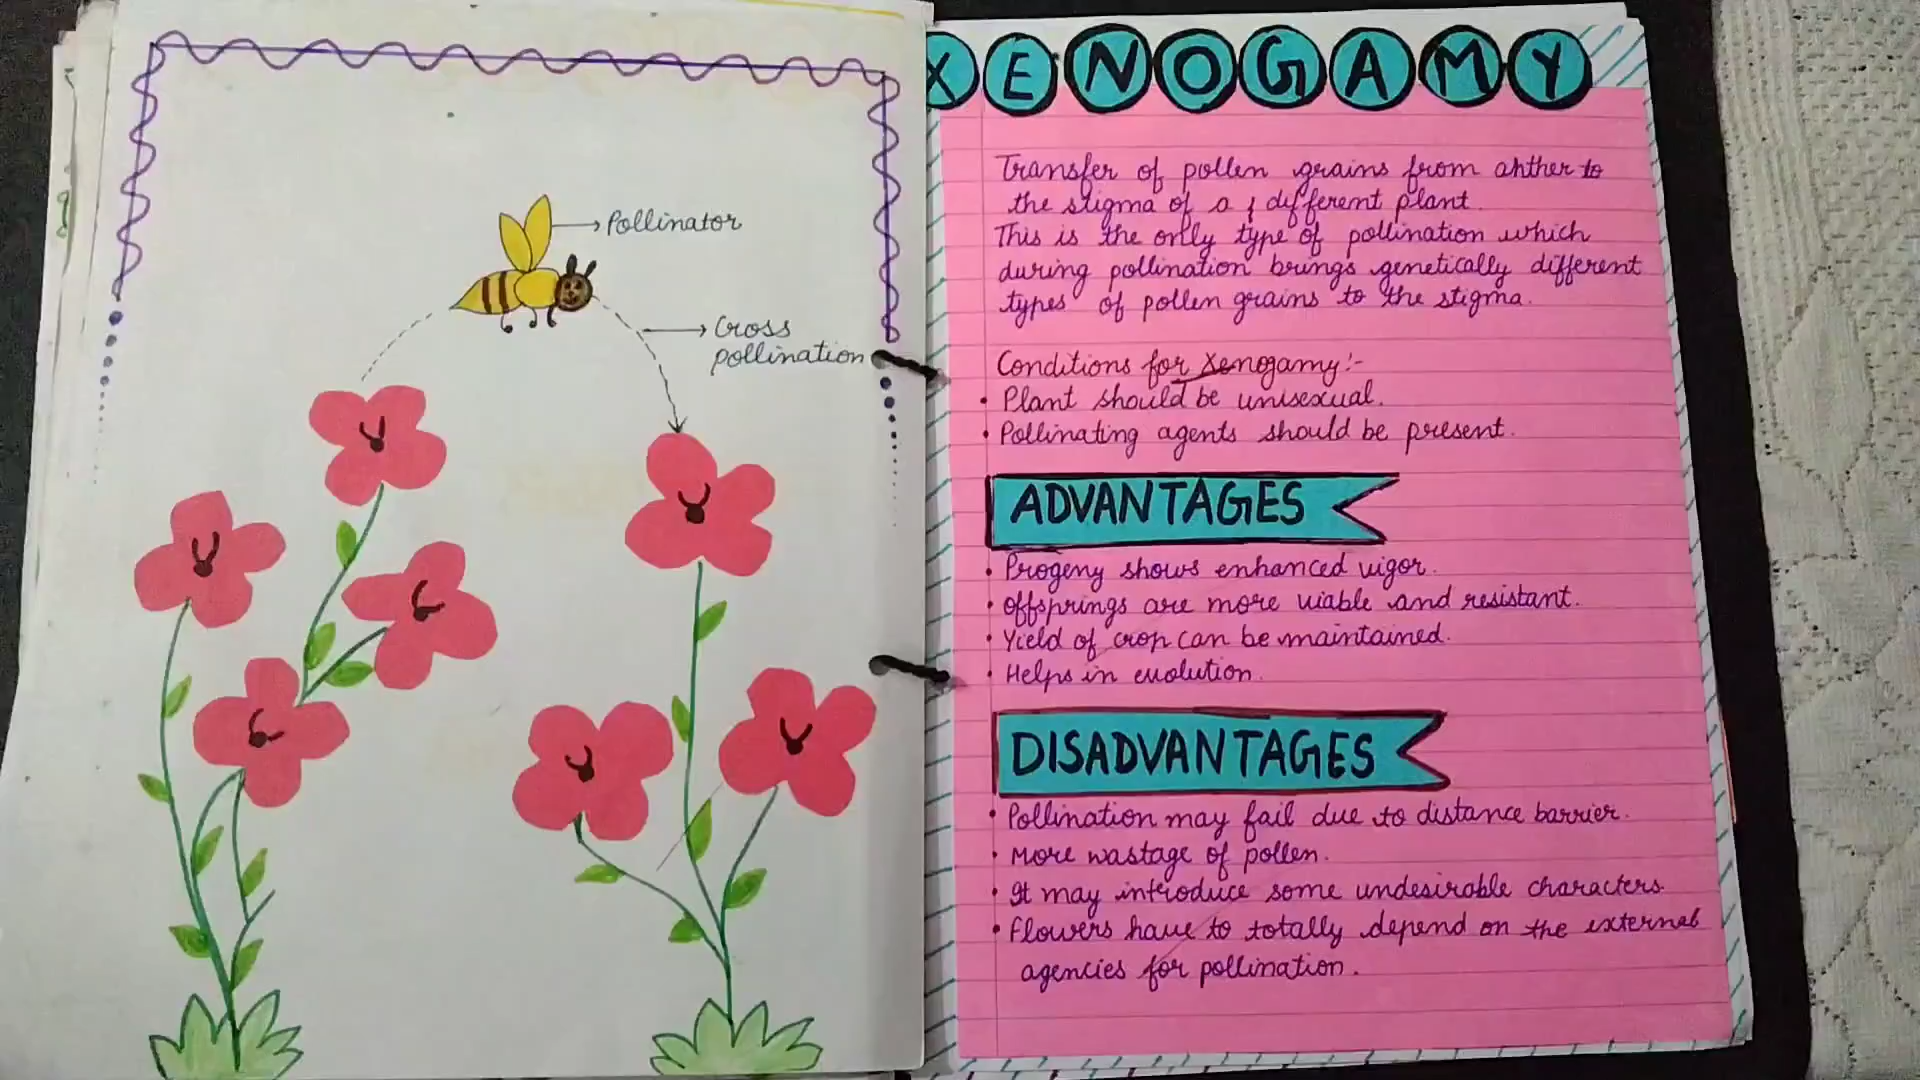 Pollinator
Cross
pollination
XENOGAMY
Transfer of pollen grains from anther to
the stigma of a different plant.
This is the only type of pollination which
during pollination brings genetically different
types of pollen grains to the stigma.
Conditions for Xenogamy:-
• Plant should be unisexual.
• Pollinating agents should be present.
ADVANTAGES
• Progeny shows enhanced vigor.
• Offsprings are more viable and resistant.
• Yield of crop can be maintained.
• Helps in evolution.
DISADVANTAGES
• Pollination may fail due to distance barrier.
• More wastage of pollen.
• It may introduce some undesirable characters.
• Flowers have to totally depend on the external
agencies for pollination.